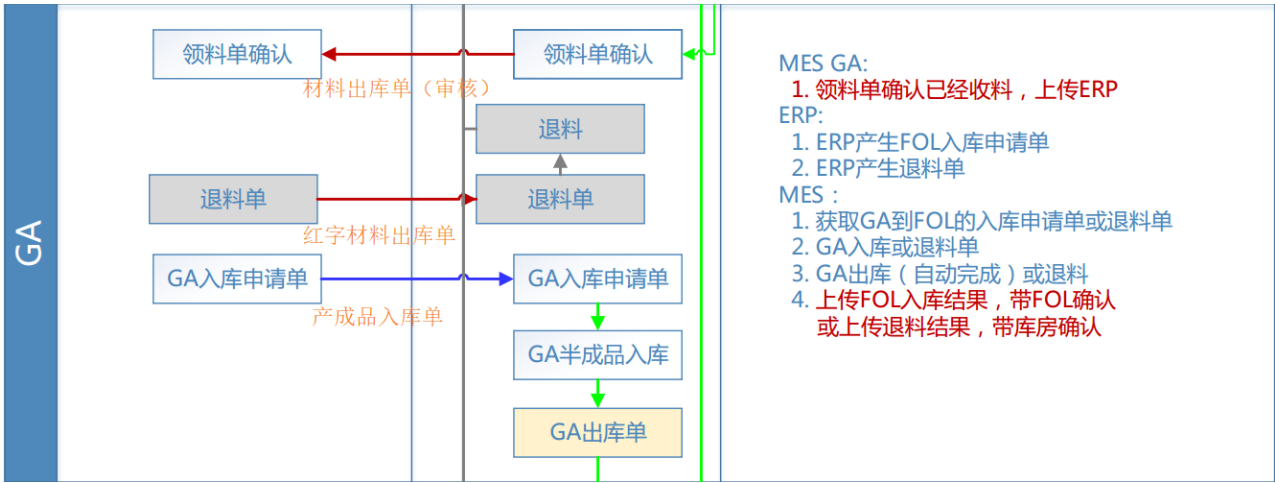 GA
领料单确认
领料单确认
材料出库单（审核）
退料
退料单
退料单
红字材料出库单
GA入库申请单
GA入库申请单
产成品入库单
GA半成品入库
GA出库单
MES GA:
1. 领料单确认已经收料，上传ERP
ERP:
1. ERP产生FOL入库申请单
2. ERP产生退料单
MES：
1. 获取GA到FOL的入库申请单或退料单
2. GA入库或退料单
3. GA出库（自动完成）或退料
4. 上传FOL入库结果，带FOL确认
或上传退料结果，带库房确认